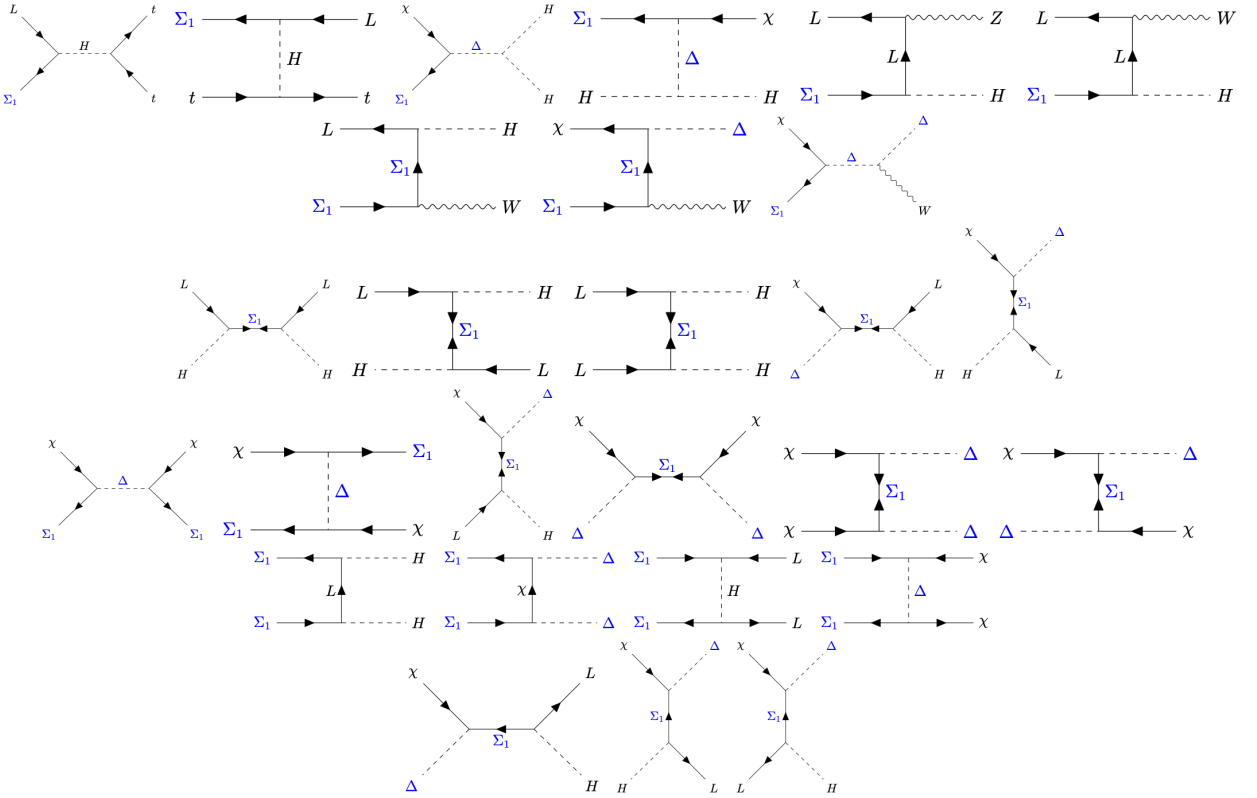 L t Σ₁ L χ H Σ₁ χ L Z L W
H H Δ Δ L L
Σ₁ t t t Σ₁ H H H Σ₁ H Σ₁ H
L H χ Δ χ Δ
Σ₁ Σ₁ Δ
Σ₁ W Σ₁ W Σ₁ W
χ Δ
L L L H L H χ L
Σ₁ Σ₁ Σ₁ Σ₁ Σ₁
H H H L L H Δ H H L
χ Δ
χ χ χ Σ₁ χ χ χ Δ χ Δ
Δ Δ Σ₁ Σ₁ Σ₁ Σ₁
Σ₁ Σ₁ Σ₁ χ L H Δ Δ χ Δ Δ χ
Σ₁ H Σ₁ Δ Σ₁ L Σ₁ χ
L χ H Δ
Σ₁ H Σ₁ Δ Σ₁ L Σ₁ χ
χ L χ Δ χ Δ
Σ₁ Σ₁ Σ₁
Δ H H L L H